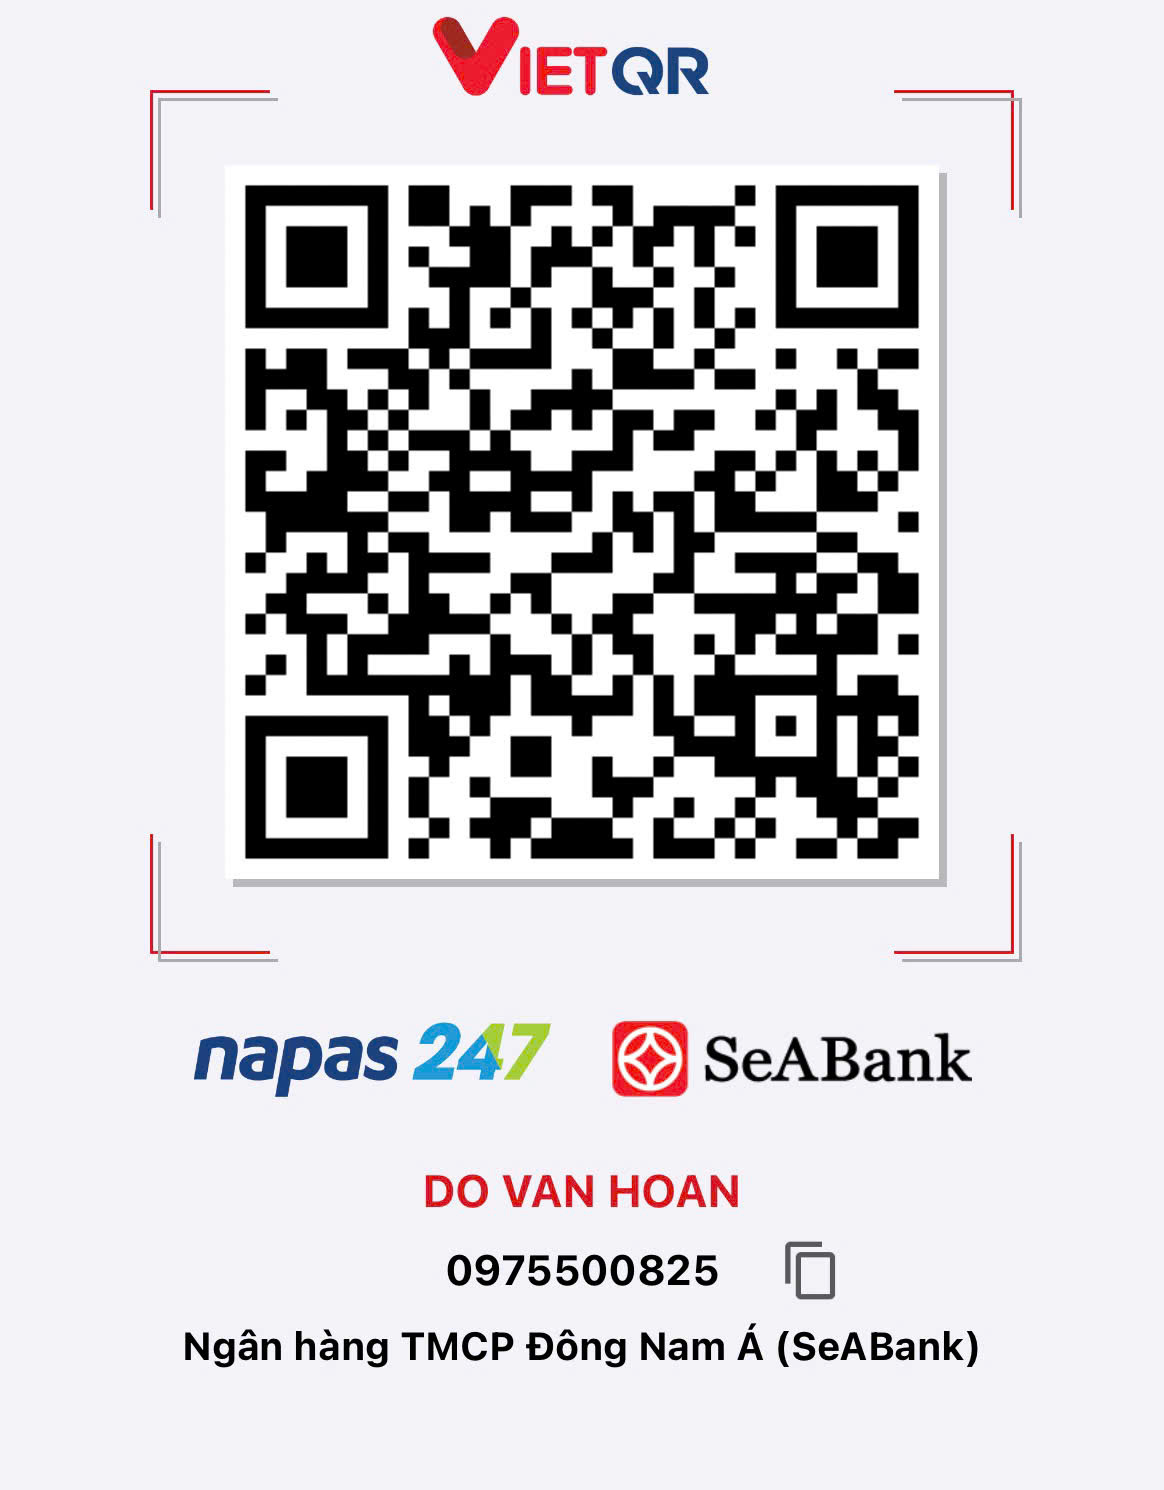 VIETQR
napas 247 SeABank
DO VAN HOAN
0975500825
Ngân hàng TMCP Đông Nam Á (SeABank)